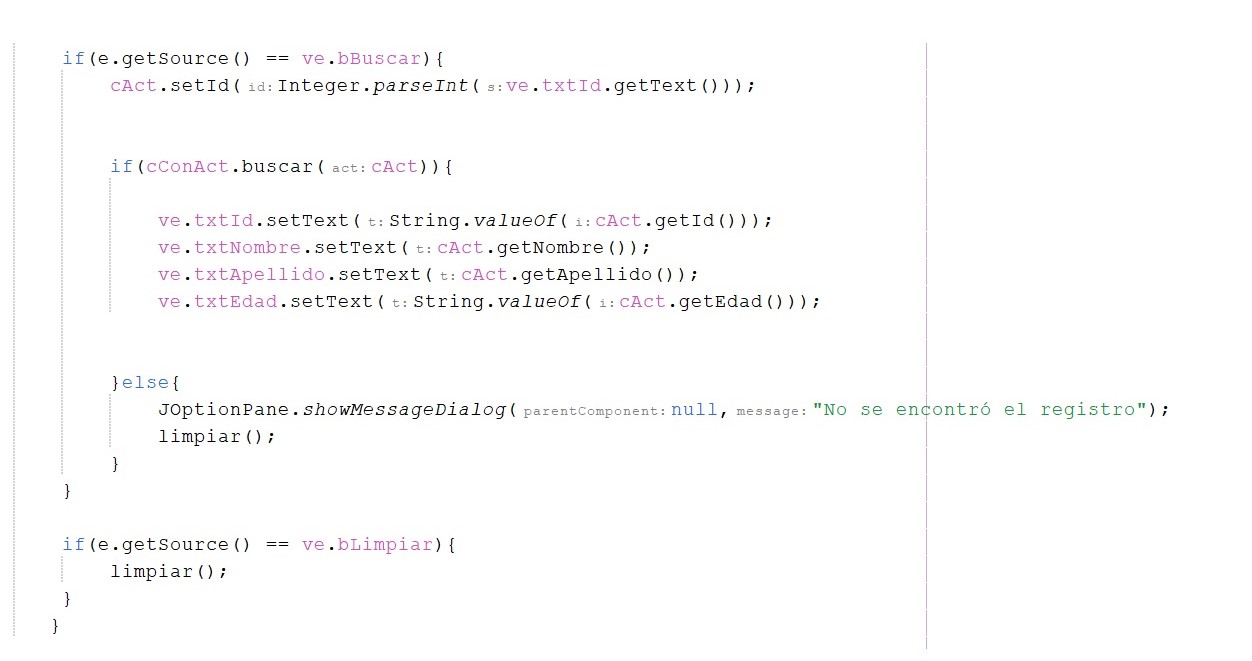 if(e.getSource() == ve.bBuscar){
cAct.setId( id: Integer.parseInt( s: ve.txtId.getText()));
if(cConAct.buscar( act: cAct)){
ve.txtId.setText( t: String.valueOf( i: cAct.getId()));
ve.txtNombre.setText( t: cAct.getNombre());
ve.txtApellido.setText( t: cAct.getApellido());
ve.txtEdad.setText( t: String.valueOf( i: cAct.getEdad()));
}else{
JOptionPane.showMessageDialog( parentComponent: null, message: "No se encontró el registro");
limpiar();
}
}
if(e.getSource() == ve.bLimpiar){
limpiar();
}
}